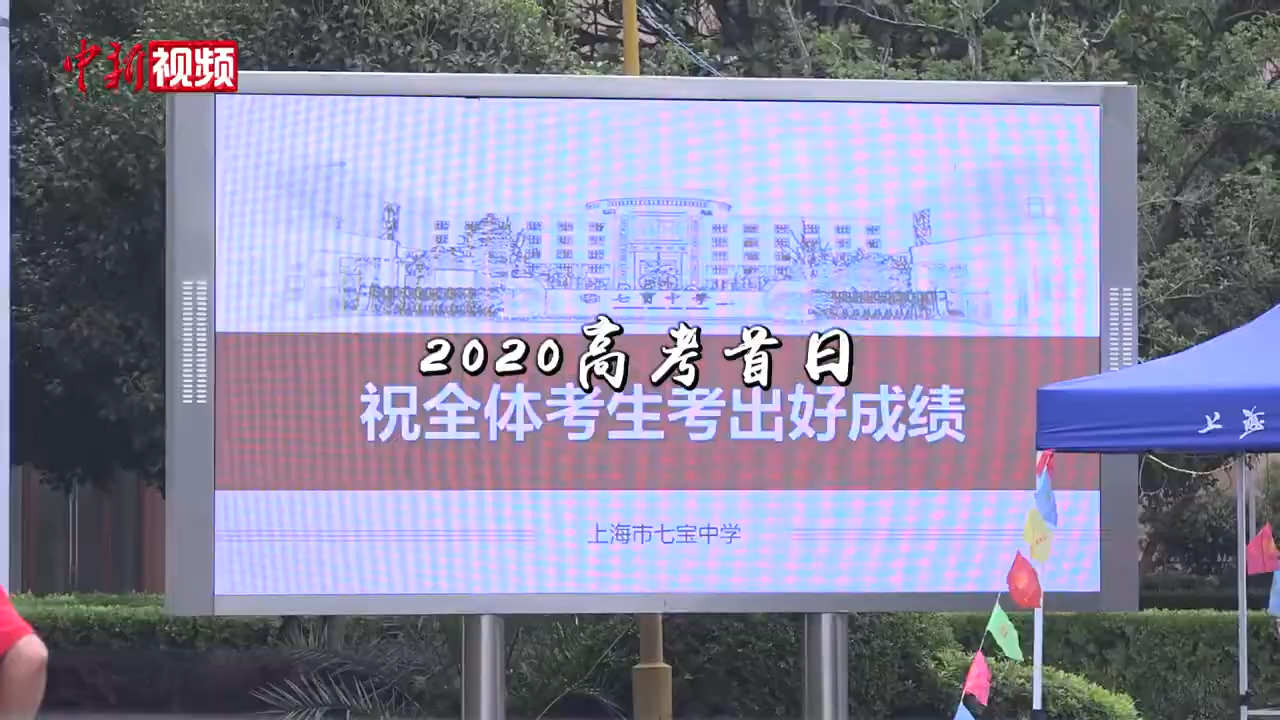 中新视频
七宝中学
2020高考首日
祝全体考生考出好成绩
上海
上海市七宝中学